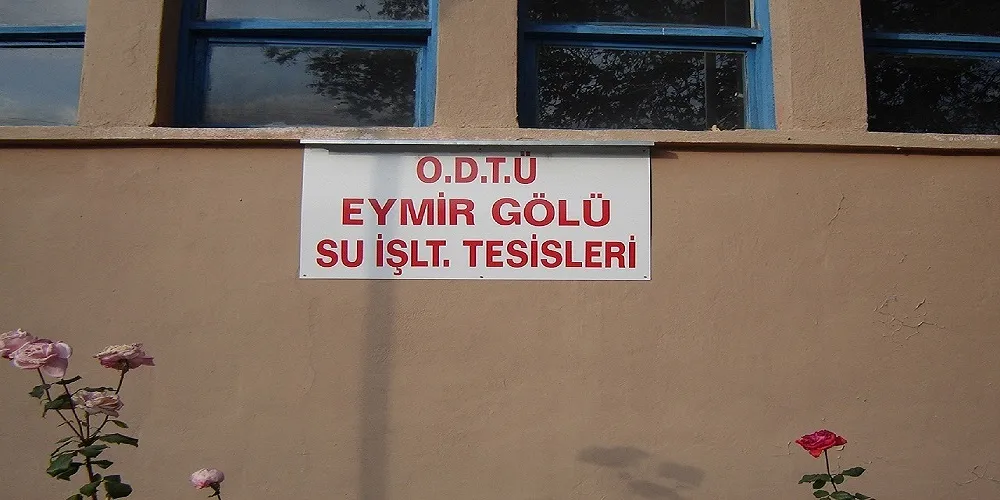 O.D.T.Ü
EYMİR GÖLÜ
SU İŞLT. TESİSLERİ